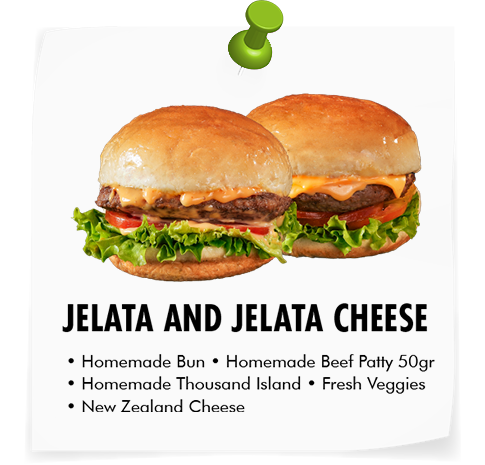 JELATA AND JELATA CHEESE
• Homemade Bun • Homemade Beef Patty 50gr
• Homemade Thousand Island • Fresh Veggies
• New Zealand Cheese